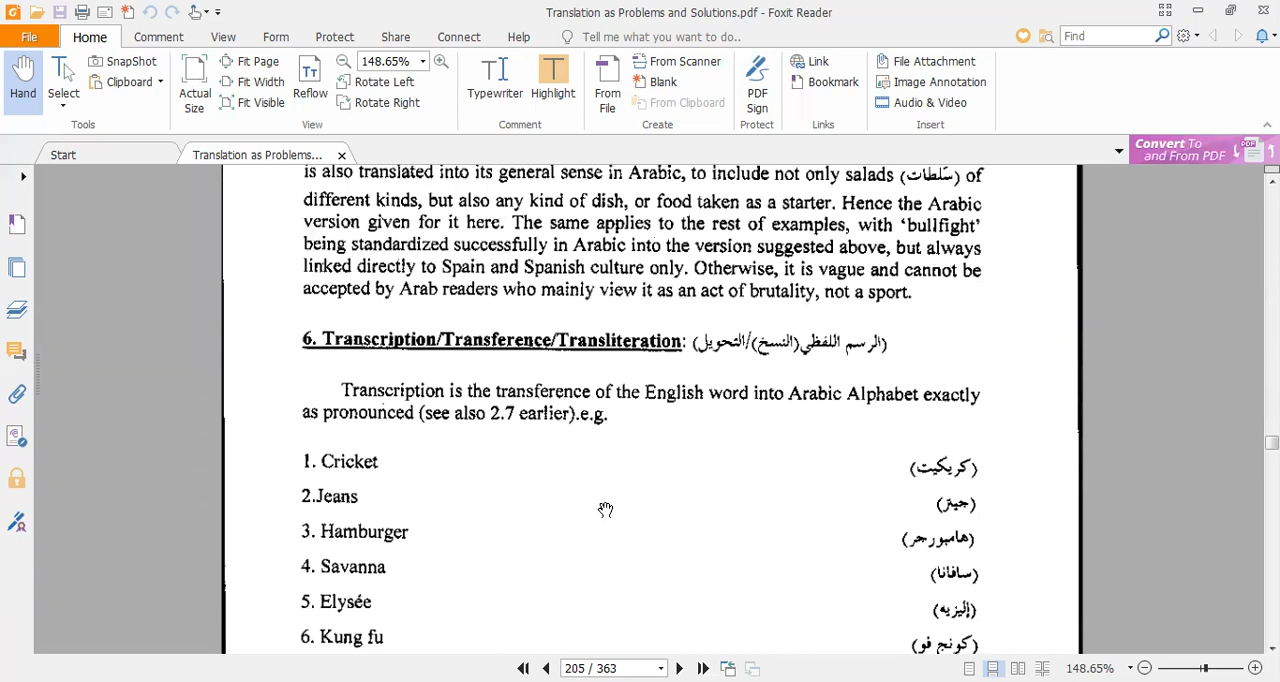 Translation as Problems and Solutions.pdf - Foxit Reader
File Home Comment View Form Protect Share Connect Help Tell me what you want to do.. Find
Hand
Select
SnapShot
Clipboard
Actual Size
Fit Page
Fit Width
Fit Visible
Reflow
148.65%
Rotate Left
Rotate Right
Typewriter
Highlight
From File
From Scanner
Blank
From Clipboard
PDF Sign
Link
Bookmark
File Attachment
Image Annotation
Audio & Video
Tools View Comment Create Protect Links Insert
Start Translation as Problems...
Convert To
and From PDF
PDF
is also translated into its general sense in Arabic, to include not only salads (سّلطات) of
different kinds, but also any kind of dish, or food taken as a starter. Hence the Arabic
version given for it here. The same applies to the rest of examples, with ‘bullfight’
being standardized successfully in Arabic into the version suggested above, but always
linked directly to Spain and Spanish culture only. Otherwise, it is vague and cannot be
accepted by Arab readers who mainly view it as an act of brutality, not a sport.
6. Transcription/Transference/Transliteration: (الرسم اللفظي(النسخ)/التحويل)
Transcription is the transference of the English word into Arabic Alphabet exactly
as pronounced (see also 2.7 earlier).e.g.
1. Cricket (كريكيت)
2.Jeans (جينز)
3. Hamburger (هامبورجر)
4. Savanna (سافانا)
5. Elysée (إليزيه)
6. Kung fu (كونج فو)
205 / 363 148.65%